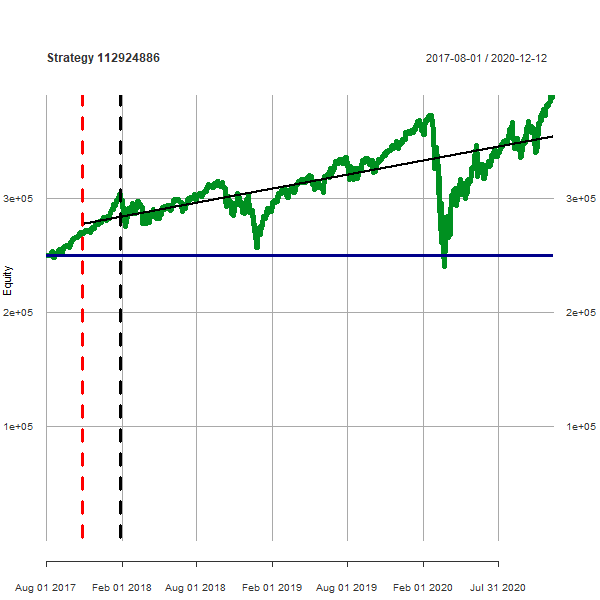 Strategy 112924886
2017-08-01 / 2020-12-12
Equity
3e+05
3e+05
2e+05
2e+05
1e+05
1e+05
Aug 01 2017
Feb 01 2018
Aug 01 2018
Feb 01 2019
Aug 01 2019
Feb 01 2020
Jul 31 2020